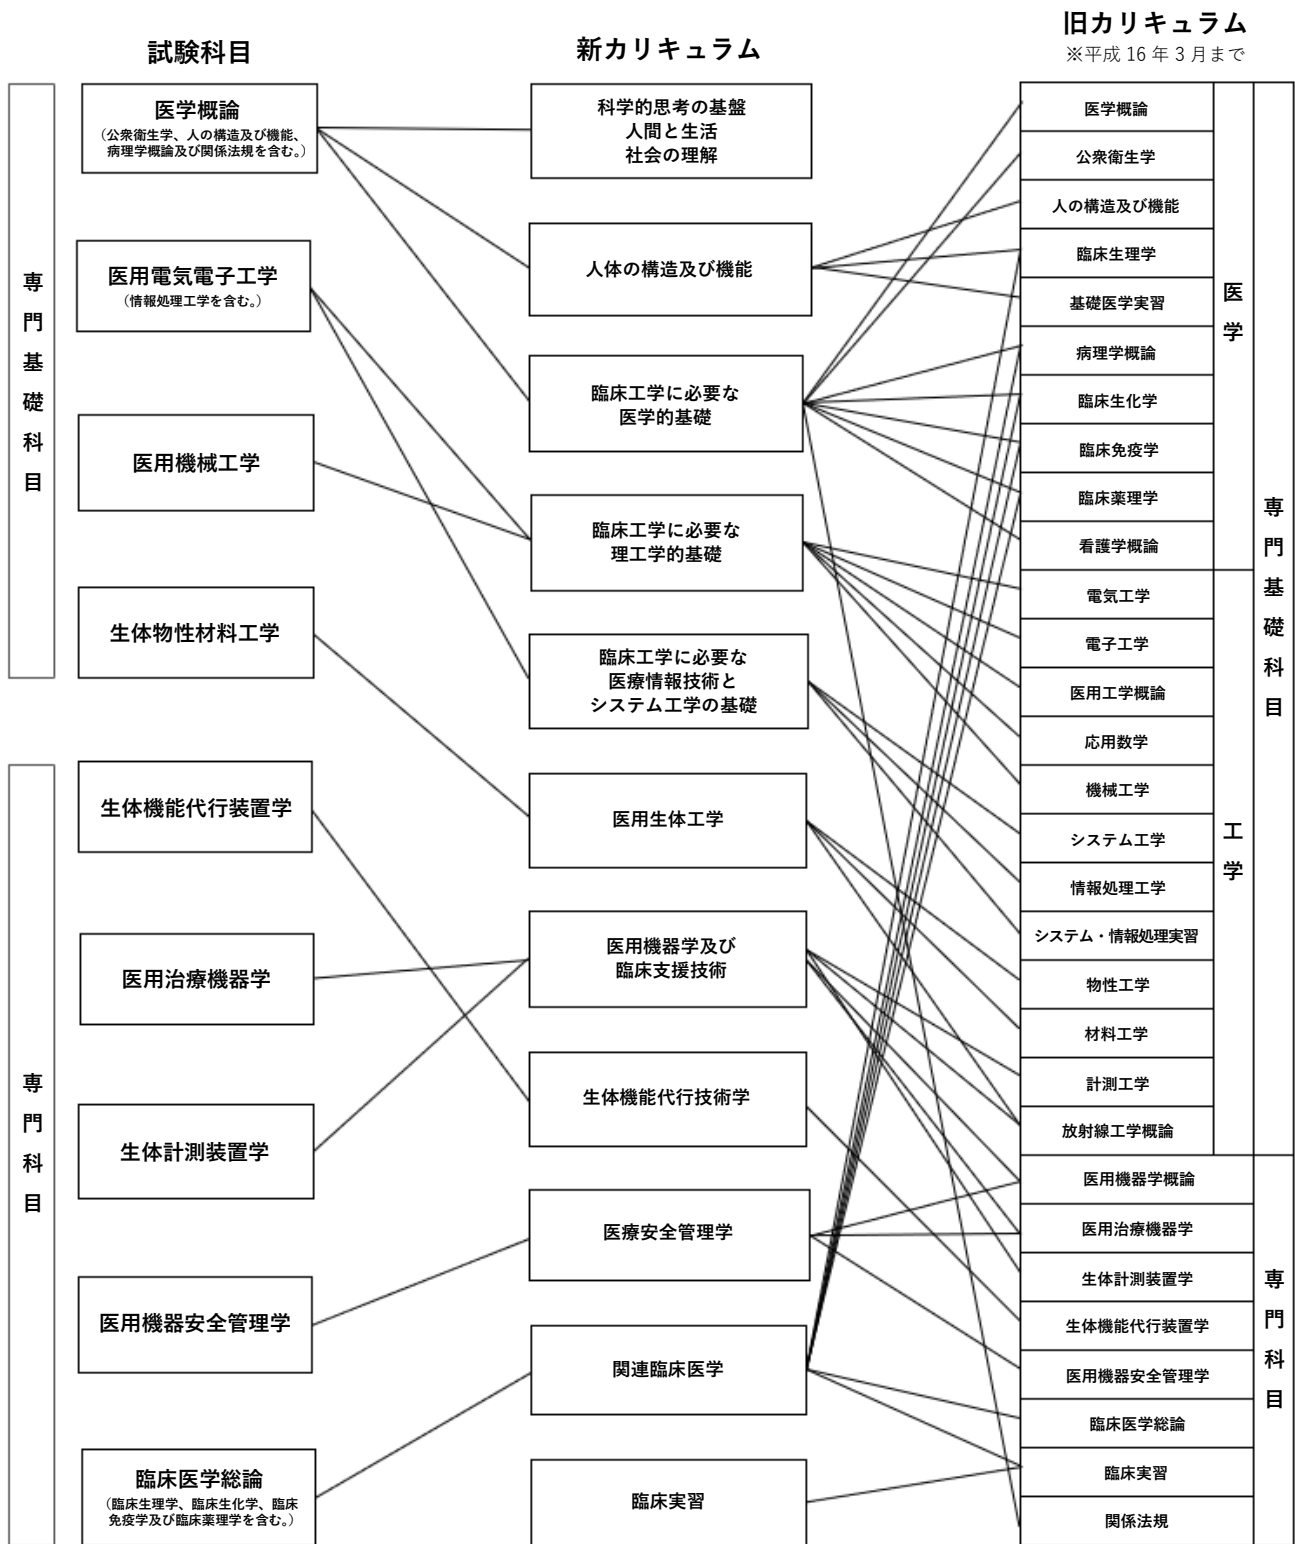 試験科目
専門基礎科目
医学概論
（公衆衛生学、人の構造及び機能、
病理学概論及び関係法規を含む。）
医用電気電子工学
（情報処理工学を含む。）
医用機械工学
生体物性材料工学
専門科目
生体機能代行装置学
医用治療機器学
生体計測装置学
医用機器安全管理学
臨床医学総論
（臨床生理学、臨床生化学、臨床
免疫学及び臨床薬理学を含む。）
新カリキュラム
科学的思考の基盤
人間と生活
社会の理解
人体の構造及び機能
臨床工学に必要な
医学的基礎
臨床工学に必要な
理工学的基礎
臨床工学に必要な
医療情報技術と
システム工学の基礎
医用生体工学
医用機器学及び
臨床支援技術
生体機能代行技術学
医療安全管理学
関連臨床医学
臨床実習
旧カリキュラム
※平成 16 年 3 月まで
医学概論
公衆衛生学
人の構造及び機能
臨床生理学
基礎医学実習
病理学概論
臨床生化学
臨床免疫学
臨床薬理学
看護学概論
電気工学
電子工学
医用工学概論
応用数学
機械工学
システム工学
情報処理工学
システム・情報処理実習
物性工学
材料工学
計測工学
放射線工学概論
医用機器学概論
医用治療機器学
生体計測装置学
生体機能代行装置学
医用機器安全管理学
臨床医学総論
臨床実習
関係法規
医学
工学
専門基礎科目
専門科目